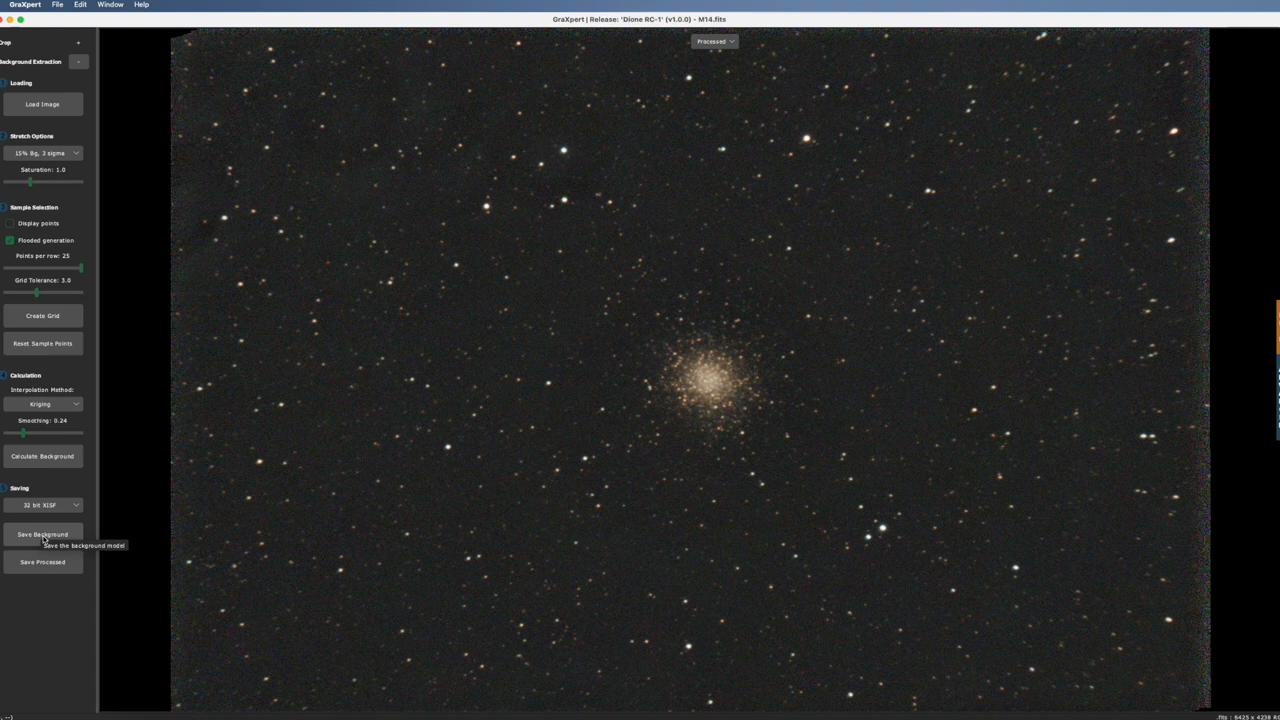 GraXpert File Edit Window Help
GraXpert | Release: 'Dione RC-1' (v1.0.0) - M14.fits
Processed
Crop +
Background Extraction -
Loading
Load Image
Stretch Options
15% Bg, 3 sigma
Saturation: 1.0
Sample Selection
Display points
Flooded generation
Points per row: 25
Grid Tolerance: 3.0
Create Grid
Reset Sample Points
Calculation
Interpolation Method:
Kriging
Smoothing: 0.24
Calculate Background
Saving
32 bit XISF
Save Background
Save the background model
Save Processed
, --)
.fits : 6425 x 4238 R